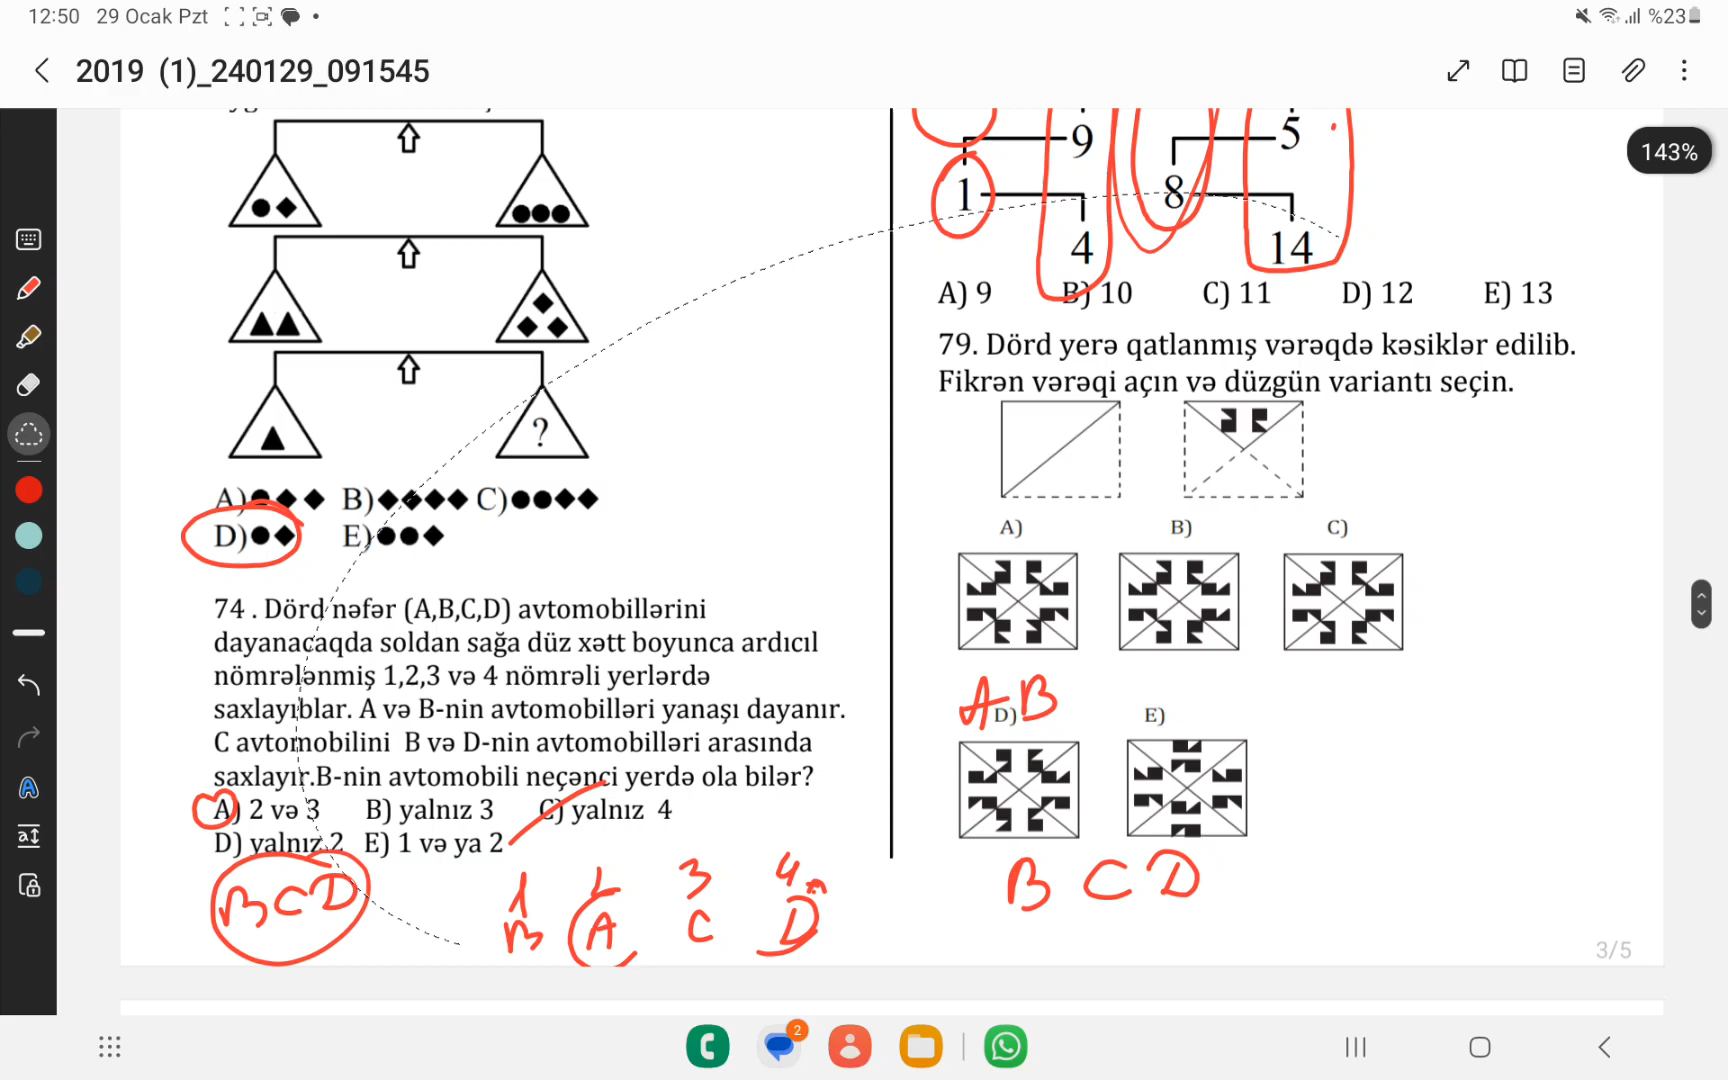 12:50 29 Ocak Pzt
%23
2019 (1)_240129_091545
143%
?
A) B) C)
D) E)
74 . Dörd nəfər (A,B,C,D) avtomobillərini
dayanacaqda soldan sağa düz xətt boyunca ardıcıl
nömrələnmiş 1,2,3 və 4 nömrəli yerlərdə
saxlayıblar. A və B-nin avtomobilləri yanaşı dayanır.
C avtomobilini B və D-nin avtomobilləri arasında
saxlayır.B-nin avtomobili neçənci yerdə ola bilər?
A) 2 və 3 B) yalnız 3 C) yalnız 4
D) yalnız 2 E) 1 və ya 2
B C D
1 2 3 4
B A C D
9 5
1 8
4 14
A) 9 B) 10 C) 11 D) 12 E) 13
79. Dörd yerə qatlanmış vərəqdə kəsiklər edilib.
Fikrən vərəqi açın və düzgün variantı seçin.
A) B) C)
A B
D) E)
B C D
3/5
A
a
2